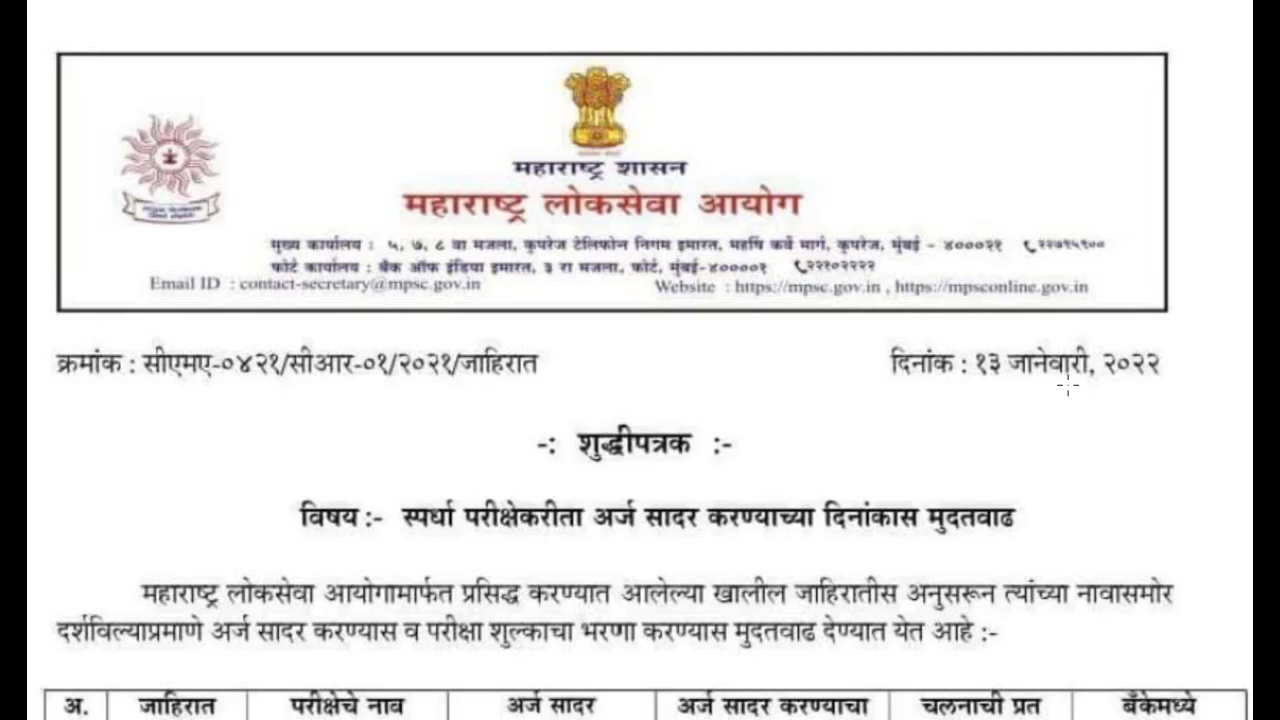 महाराष्ट्र शासन
महाराष्ट्र लोकसेवा आयोग
मुख्य कार्यालय : ५, ७, ८ वा मजला, कुपरेज टेलिफोन निगम इमारत, महर्षि कर्वे मार्ग, कुपरेज, मुंबई - ४०००२१ २२७९५९००
फोर्ट कार्यालय : बँक ऑफ इंडिया इमारत, ३ रा मजला, फोर्ट, मुंबई-४००००१ २२१०२२२२
Email ID : contact-secretary@mpsc.gov.in Website : https://mpsc.gov.in , https://mpsconline.gov.in
क्रमांक : सीएमए-०४२१/सीआर-०१/२०२१/जाहिरात दिनांक : १३ जानेवारी, २०२२
-: शुद्धीपत्रक :-
विषय :- स्पर्धा परीक्षेकरीता अर्ज सादर करण्याच्या दिनांकास मुदतवाढ
महाराष्ट्र लोकसेवा आयोगामार्फत प्रसिद्ध करण्यात आलेल्या खालील जाहिरातीस अनुसरून त्यांच्या नावासमोर
दर्शविल्याप्रमाणे अर्ज सादर करण्यास व परीक्षा शुल्काचा भरणा करण्यास मुदतवाढ देण्यात येत आहे :-
अ. जाहिरात परीक्षेचे नाव अर्ज सादर अर्ज सादर करण्याचा चलनाची प्रत बँकेमध्ये